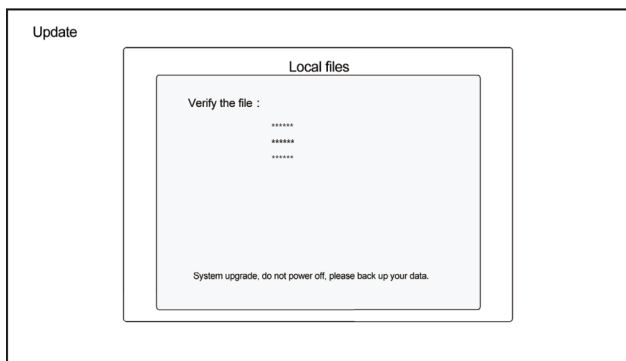 Update
Local files
Verify the file：
******
******
******
System upgrade, do not power off, please back up your data.